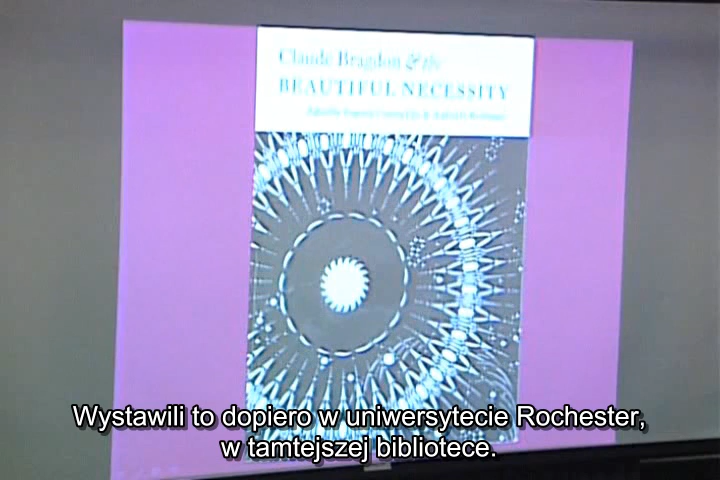 Claude Bragdon & the
BEAUTIFUL NECESSITY
Wystawili to dopiero w uniwersytecie Rochester,
w tamtejszej bibliotece.